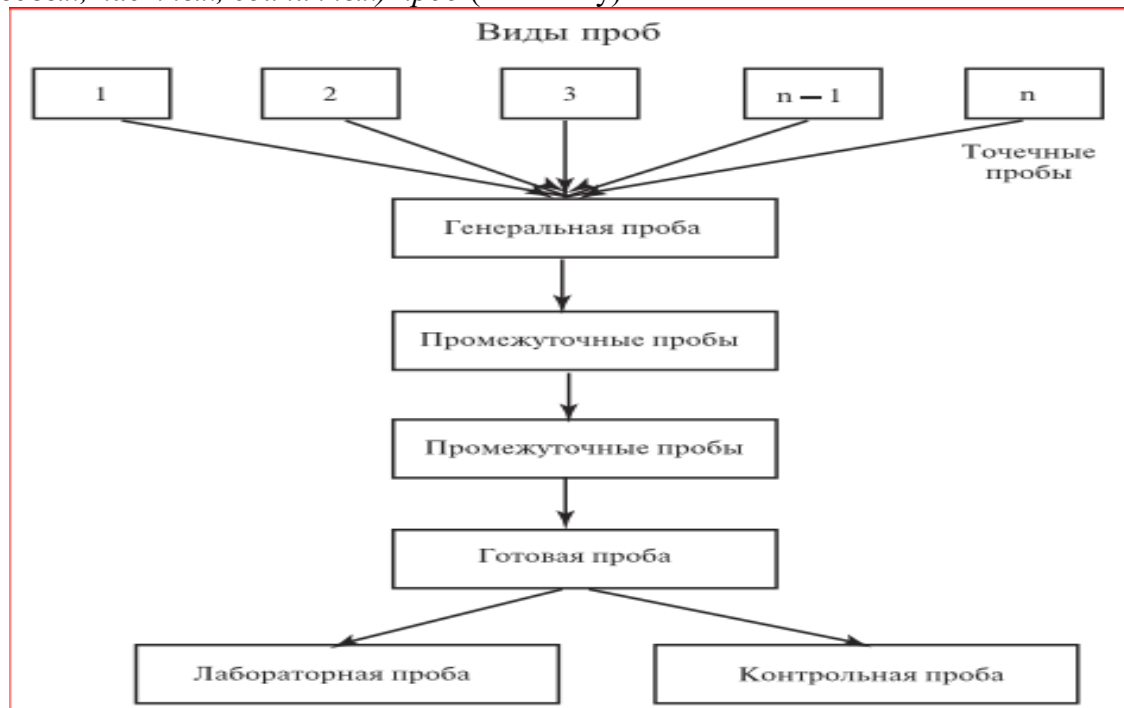 Виды проб
1
2
3
n – 1
n
Точечные
пробы
Генеральная проба
Промежуточные пробы
Промежуточные пробы
Готовая проба
Лабораторная проба
Контрольная проба